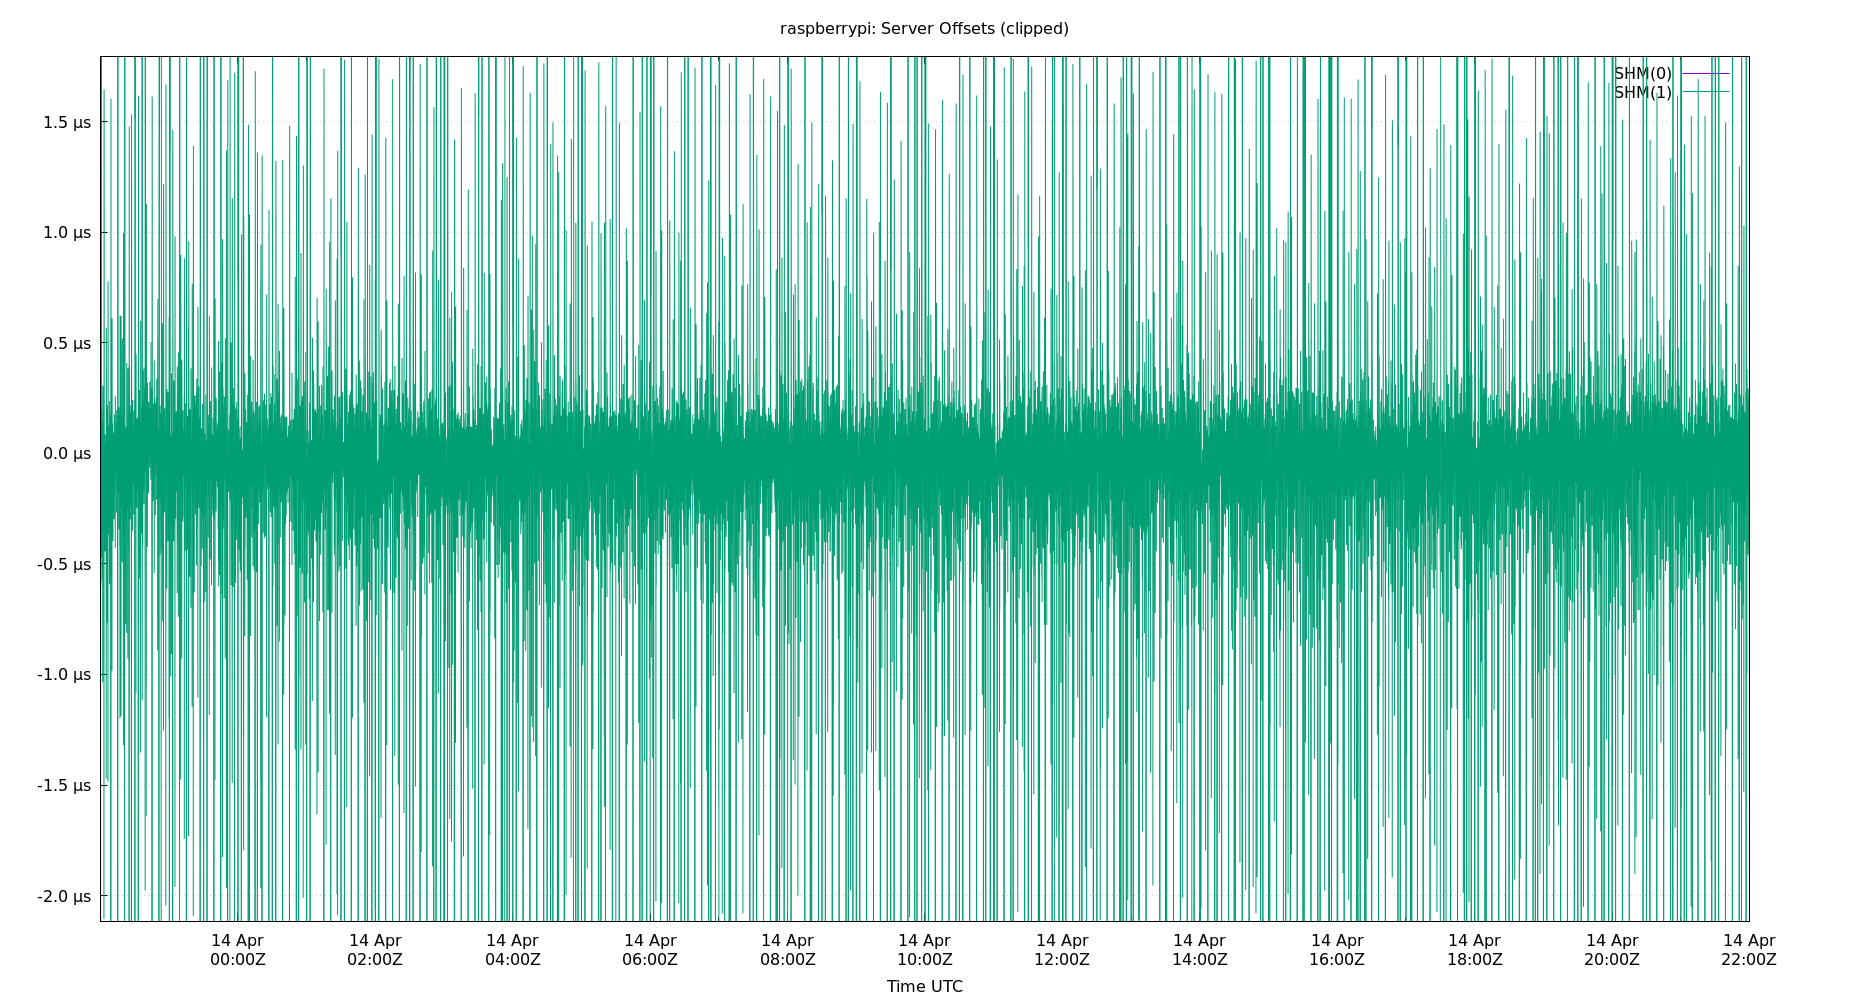 raspberrypi: Server Offsets (clipped)
SHM(0)
SHM(1)
1.5 µs
1.0 µs
0.5 µs
0.0 µs
-0.5 µs
-1.0 µs
-1.5 µs
-2.0 µs
14 Apr 14 Apr 14 Apr 14 Apr 14 Apr 14 Apr 14 Apr 14 Apr 14 Apr 14 Apr 14 Apr 14 Apr
00:00Z 02:00Z 04:00Z 06:00Z 08:00Z 10:00Z 12:00Z 14:00Z 16:00Z 18:00Z 20:00Z 22:00Z
Time UTC